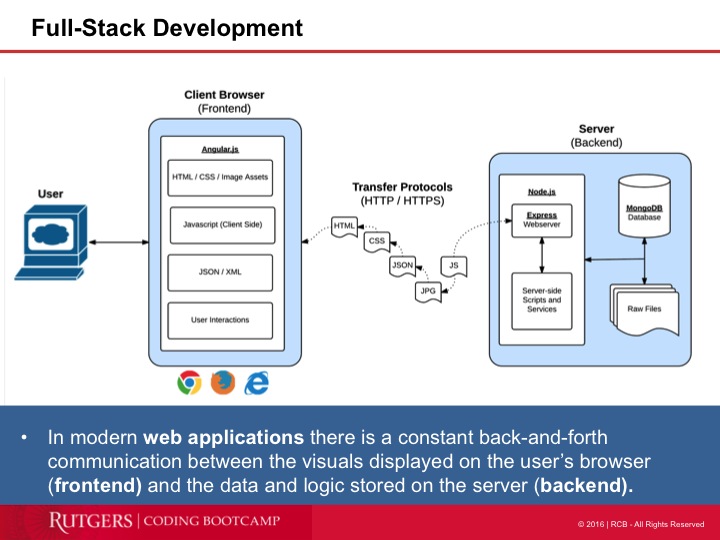 Full-Stack Development
Client Browser
(Frontend)
Angular.js
HTML / CSS / Image Assets
Javascript (Client Side)
JSON / XML
User Interactions
User
Transfer Protocols
(HTTP / HTTPS)
HTML
CSS
JSON
JPG
JS
Server
(Backend)
Node.js
Express
Webserver
Server-side
Scripts and
Services
MongoDB
Database
Raw Files
• In modern web applications there is a constant back-and-forth
communication between the visuals displayed on the user’s browser
(frontend) and the data and logic stored on the server (backend).
RUTGERS | CODING BOOTCAMP
© 2016 | RCB - All Rights Reserved